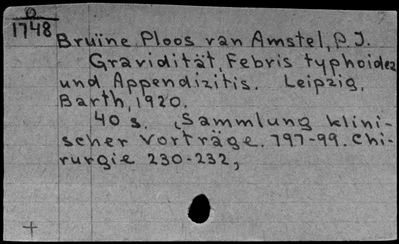 O
1748
Bruïne Ploos van Amstel, P.J.
Gravidität, Febris typhoidea
und Appendizitis. Leipzig,
Barth, 1920.
40 s. (Sammlung klini-
scher Vorträge. 797-99. Chi-
rurgie 230-232,